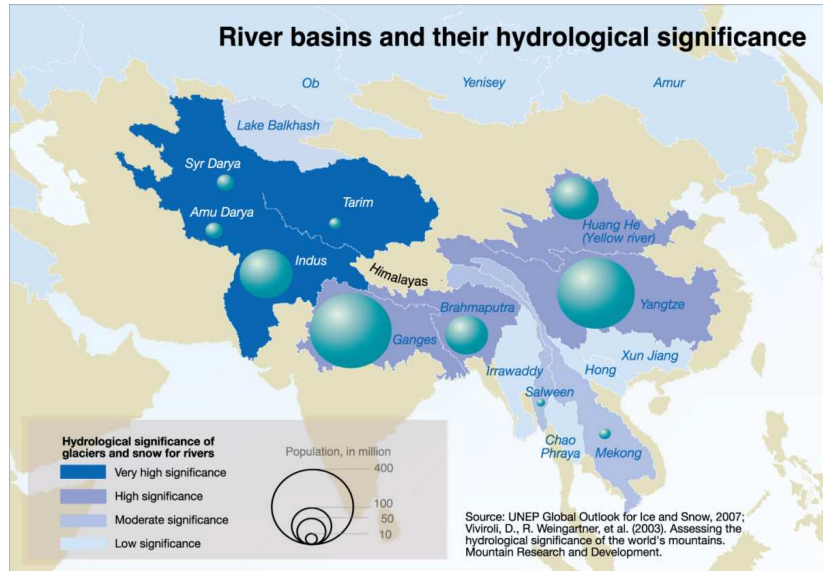 River basins and their hydrological significance
Ob
Yenisey
Amur
Lake Balkhash
Syr Darya
Tarim
Amu Darya
Huang He
(Yellow river)
Indus
Himalayas
Yangtze
Brahmaputra
Ganges
Xun Jiang
Irrawaddy
Hong
Salween
Chao
Phraya
Mekong
Hydrological significance of
glaciers and snow for rivers
Very high significance
High significance
Moderate significance
Low significance
Population, in million
400
100
50
10
Source: UNEP Global Outlook for Ice and Snow, 2007;
Viviroli, D., R. Weingartner, et al. (2003). Assessing the
hydrological significance of the world's mountains.
Mountain Research and Development.